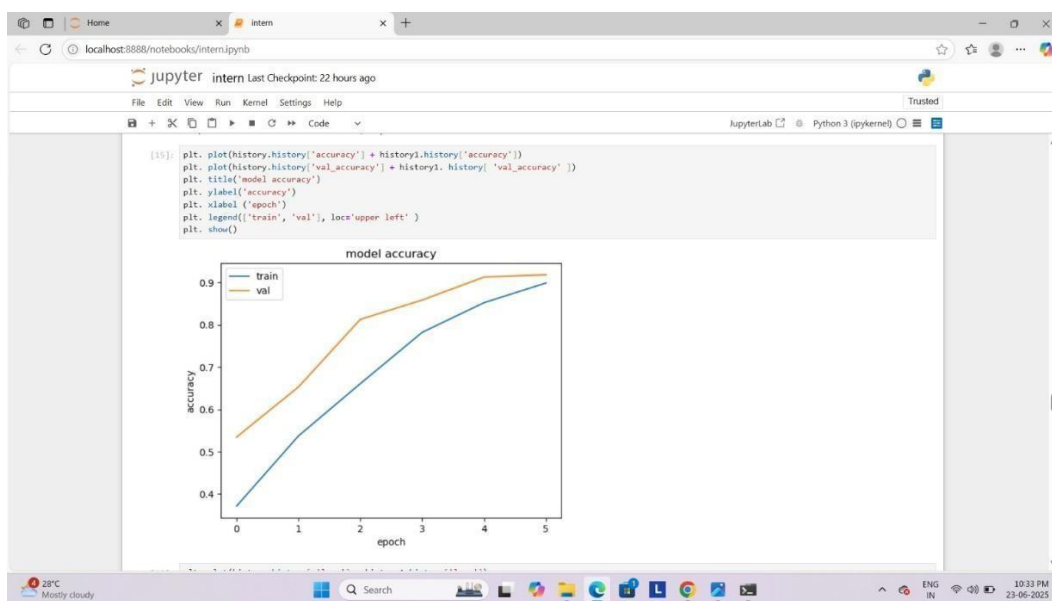 Home
intern
localhost:8888/notebooks/intern.ipynb
jupyter intern Last Checkpoint: 22 hours ago
File Edit View Run Kernel Settings Help
Trusted
Code
JupyterLab
Python 3 (ipykernel)
[15]: plt. plot(history.history['accuracy'] + history1.history['accuracy'])
plt. plot(history.history['val_accuracy'] + history1. history[ 'val_accuracy' ])
plt. title('model accuracy')
plt. ylabel('accuracy')
plt. xlabel ('epoch')
plt. legend(['train', 'val'], loc='upper left' )
plt. show()
model accuracy
train
val
0.9
0.8
0.7
0.6
0.5
0.4
accuracy
0 1 2 3 4 5
epoch
4
28°C
Mostly cloudy
Search
L
ENG
IN
10:33 PM
23-06-2025